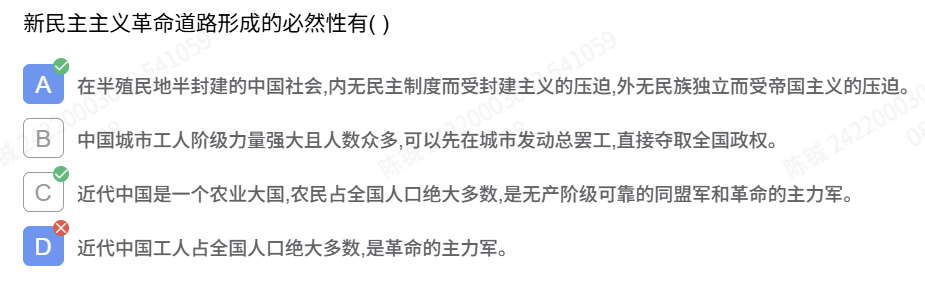 新民主主义革命道路形成的必然性有( )
A 在半殖民地半封建的中国社会,内无民主制度而受封建主义的压迫,外无民族独立而受帝国主义的压迫。
B 中国城市工人阶级力量强大且人数众多,可以先在城市发动总罢工,直接夺取全国政权。
C 近代中国是一个农业大国,农民占全国人口绝大多数,是无产阶级可靠的同盟军和革命的主力军。
D 近代中国工人占全国人口绝大多数,是革命的主力军。